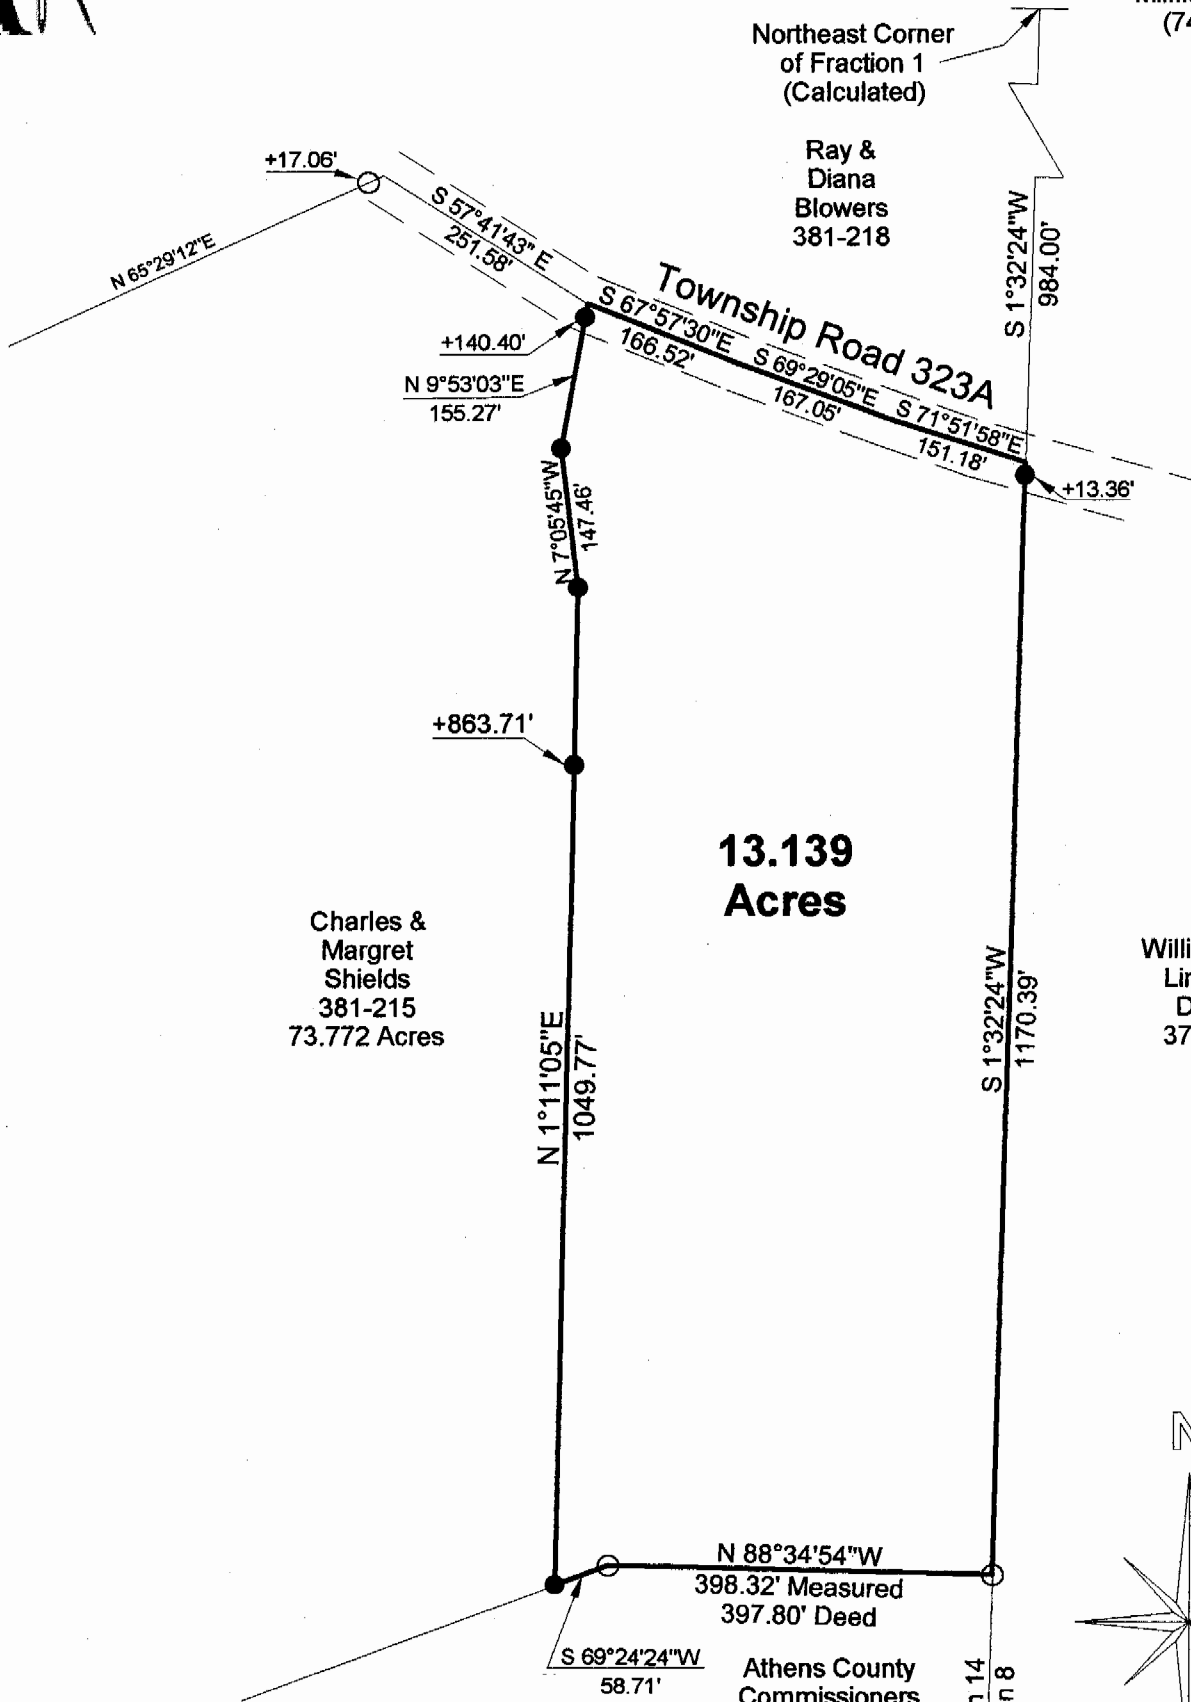 Northeast Corner
of Fraction 1
(Calculated)
Ray &
Diana
Blowers
381-218
+17.06'
N 65°29'12"E
S 57°41'43" E
251.58'
S 1°32'24"W
984.00'
Township Road 323A
S 67°57'30"E
166.52'
S 69°29'05"E
167.05'
S 71°51'58"E
151.18'
+140.40'
N 9°53'03"E
155.27'
+13.36'
N 7°05'45"W
147.46'
+863.71'
13.139
Acres
Charles &
Margret
Shields
381-215
73.772 Acres
N 1°11'05"E
1049.77'
S 1°32'24"W
1170.39'
N
N 88°34'54"W
398.32' Measured
397.80' Deed
S 69°24'24"W
58.71'
Athens County
Commissioners
14
8